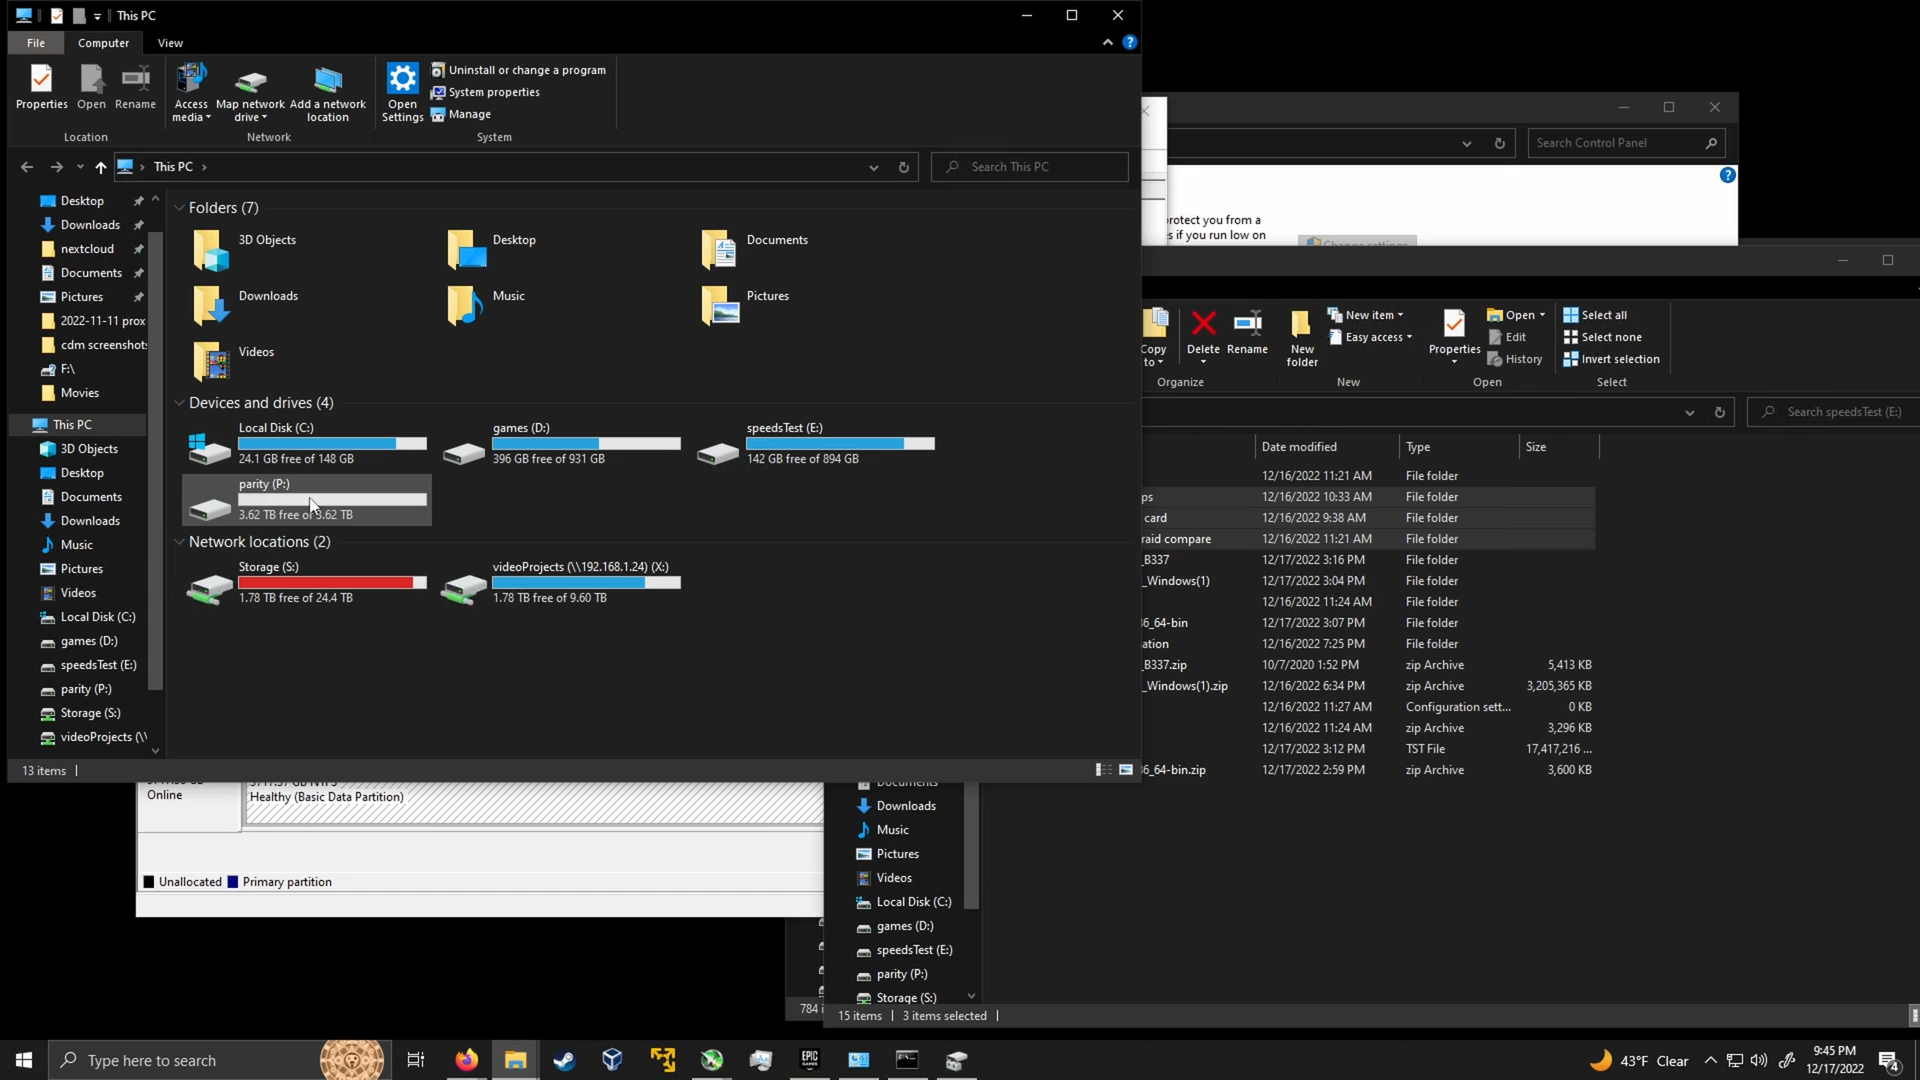 This PC
File
Computer
View
Properties
Open
Rename
Access media
Map network drive
Add a network location
Open Settings
Uninstall or change a program
System properties
Manage
Location
Network
System
This PC
Search This PC
Desktop
Downloads
nextcloud
Documents
Pictures
2022-11-11 prox
cdm screenshot
F:\
Movies
This PC
3D Objects
Desktop
Documents
Downloads
Music
Pictures
Videos
Local Disk (C:)
games (D:)
speedsTest (E:)
parity (P:)
Storage (S:)
videoProjects (\\
Folders (7)
3D Objects
Desktop
Documents
Downloads
Music
Pictures
Videos
Devices and drives (4)
Local Disk (C:)
24.1 GB free of 148 GB
games (D:)
396 GB free of 931 GB
speedsTest (E:)
142 GB free of 894 GB
parity (P:)
3.62 TB free of 3.62 TB
Network locations (2)
Storage (S:)
1.78 TB free of 24.4 TB
videoProjects (\\192.168.1.24) (X:)
1.78 TB free of 9.60 TB
13 items
Search Control Panel
rotect you from a
s if you run low on
Change settings
Copy to
Delete
Rename
New folder
New item
Easy access
Properties
Open
Edit
History
Select all
Select none
Invert selection
Organize
New
Open
Select
Search speedsTest (E:)
Date modified
Type
Size
12/16/2022 11:21 AM File folder
ps 12/16/2022 10:33 AM File folder
card 12/16/2022 9:38 AM File folder
raid compare 12/16/2022 11:21 AM File folder
_B337 12/17/2022 3:16 PM File folder
_Windows(1) 12/17/2022 3:04 PM File folder
12/16/2022 11:24 AM File folder
6_64-bin 12/17/2022 3:07 PM File folder
ation 12/16/2022 7:25 PM File folder
_B337.zip 10/7/2020 1:52 PM zip Archive 5,413 KB
_Windows(1).zip 12/16/2022 6:34 PM zip Archive 3,205,365 KB
12/16/2022 11:27 AM Configuration sett... 0 KB
12/16/2022 11:24 AM zip Archive 3,296 KB
12/17/2022 3:12 PM TST File 17,417,216 ...
6_64-bin.zip 12/17/2022 2:59 PM zip Archive 3,600 KB
Online
Healthy (Basic Data Partition)
Unallocated
Primary partition
Documents
Downloads
Music
Pictures
Videos
Local Disk (C:)
games (D:)
speedsTest (E:)
parity (P:)
Storage (S:)
784 i
15 items
3 items selected
Type here to search
EPIC GAMES
43°F Clear
9:45 PM
12/17/2022
4